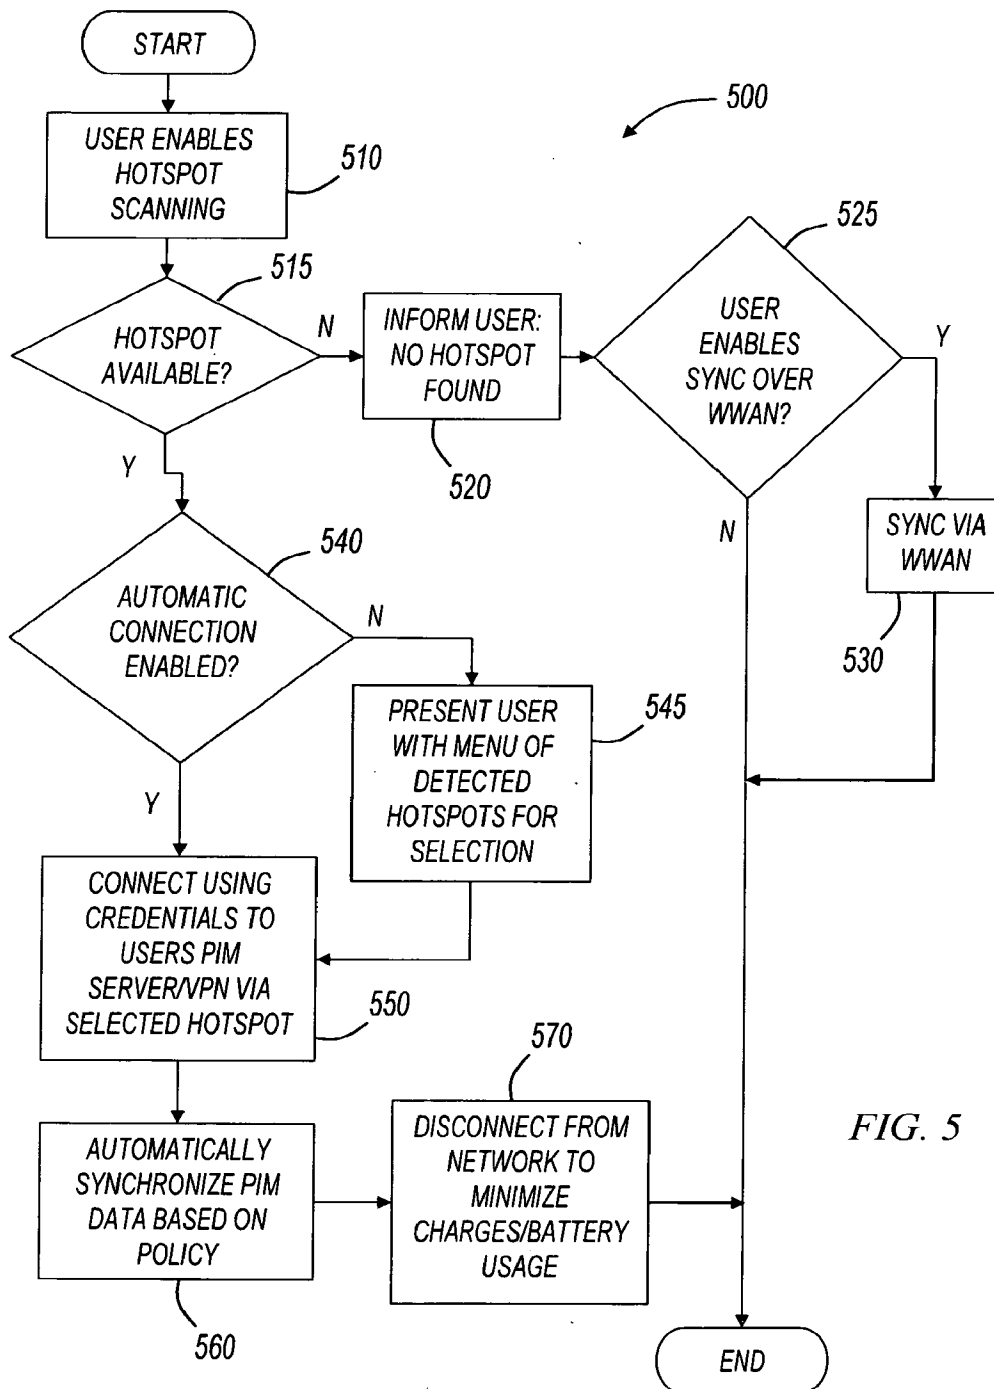 START
500
USER ENABLES
HOTSPOT
SCANNING
510
515
HOTSPOT
AVAILABLE?
N
Y
INFORM USER:
NO HOTSPOT
FOUND
520
525
USER
ENABLES
SYNC OVER
WWAN?
Y
N
SYNC VIA
WWAN
530
540
AUTOMATIC
CONNECTION
ENABLED?
N
Y
PRESENT USER
WITH MENU OF
DETECTED
HOTSPOTS FOR
SELECTION
545
CONNECT USING
CREDENTIALS TO
USERS PIM
SERVER/VPN VIA
SELECTED HOTSPOT
550
AUTOMATICALLY
SYNCHRONIZE PIM
DATA BASED ON
POLICY
560
570
DISCONNECT FROM
NETWORK TO
MINIMIZE
CHARGES/BATTERY
USAGE
FIG. 5
END